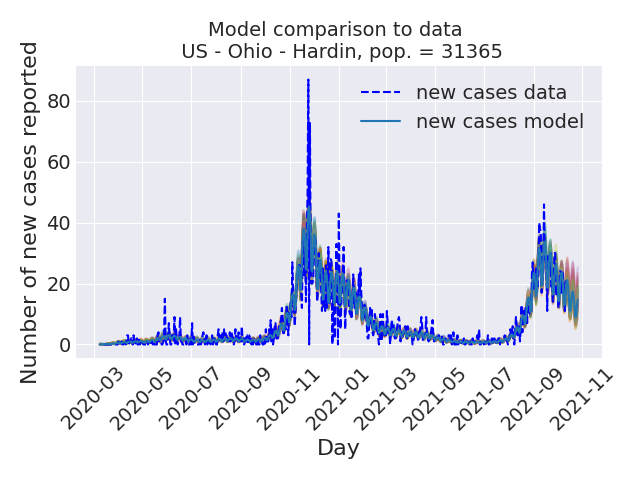 Model comparison to data
US - Ohio - Hardin, pop. = 31365
Number of new cases reported
80
60
40
20
0
new cases data
new cases model
2020-03
2020-05
2020-07
2020-09
2020-11
2021-01
2021-03
2021-05
2021-07
2021-09
2021-11
Day